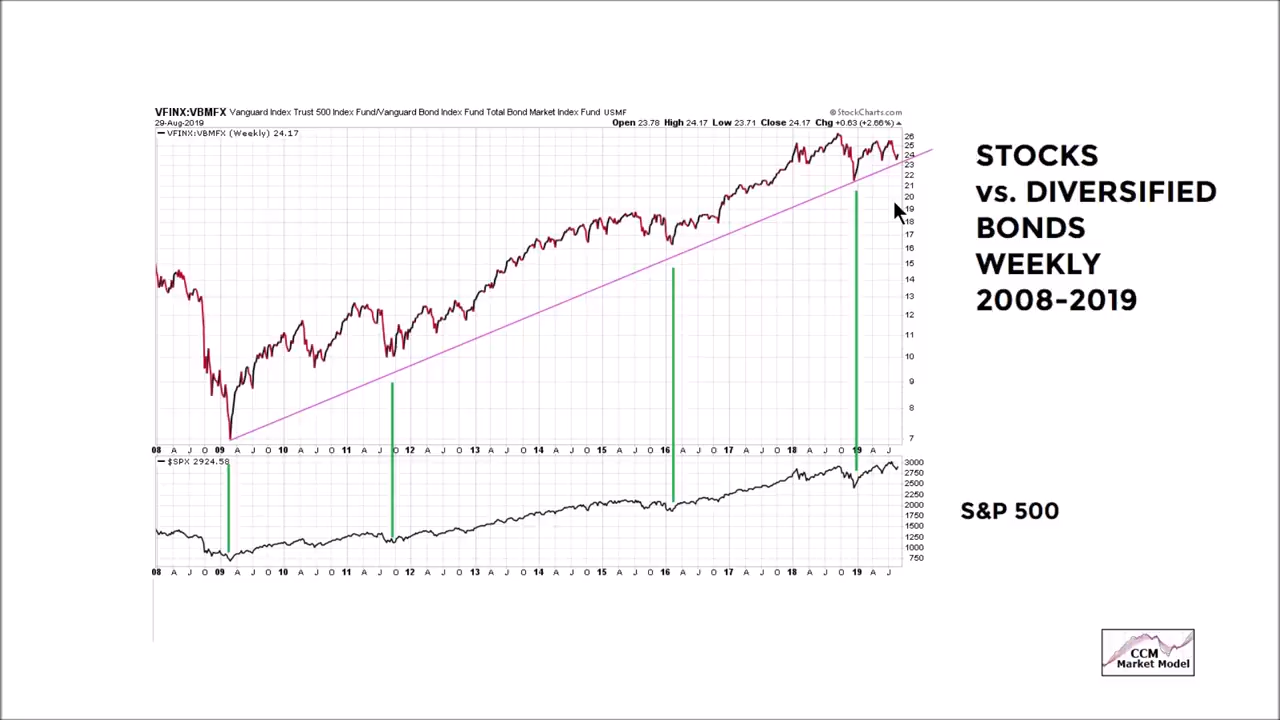 VFINX:VBMFX Vanguard Index Trust 500 Index Fund/Vanguard Bond Index Fund Total Bond Market Index Fund USMF
© StockCharts.com
29-Aug-2019
Open 23.78 High 24.17 Low 23.71 Close 24.17 Chg +0.63 (+2.66%)
VFINX:VBMFX (Weekly) 24.17
26
25
24
23
22
21
20
19
18
17
16
15
14
13
12
11
10
9
8
7
08 A J O 09 A J O 10 A J O 11 A J O 12 A J O 13 A J O 14 A J O 15 A J O 16 A J O 17 A J O 18 A J O 19 A J
$SPX 2924.58
3000
2750
2500
2250
2000
1750
1500
1250
1000
750
08 A J O 09 A J O 10 A J O 11 A J O 12 A J O 13 A J O 14 A J O 15 A J O 16 A J O 17 A J O 18 A J O 19 A J
STOCKS
vs. DIVERSIFIED
BONDS
WEEKLY
2008-2019
S&P 500
CCM
Market Model